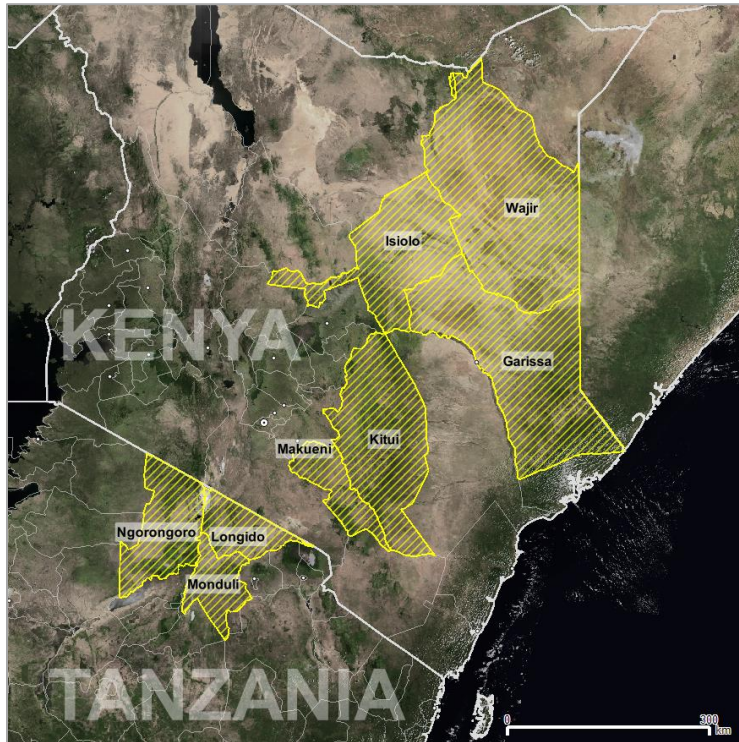 Wajir
Isiolo
KENYA
Garissa
Kitui
Makueni
Ngorongoro
Longido
Monduli
TANZANIA
0 300
km